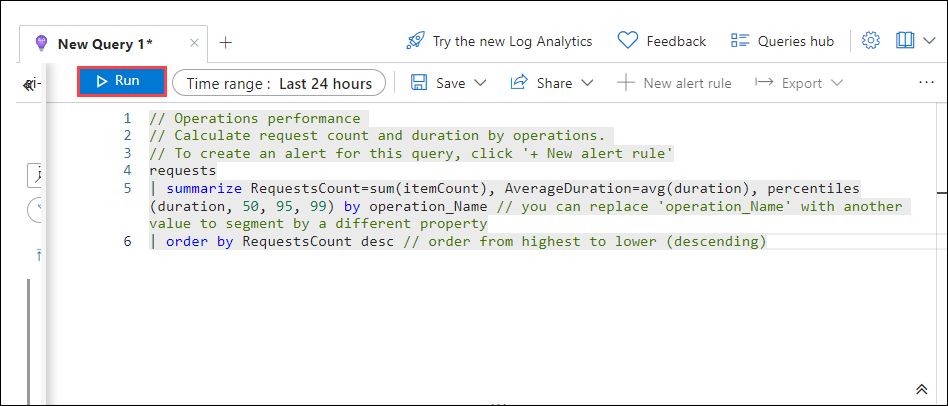 New Query 1*
Try the new Log Analytics
Feedback
Queries hub
Run
Time range : Last 24 hours
Save
Share
New alert rule
Export
1 // Operations performance
2 // Calculate request count and duration by operations.
3 // To create an alert for this query, click '+ New alert rule'
4 requests
5 | summarize RequestsCount=sum(itemCount), AverageDuration=avg(duration), percentiles
(duration, 50, 95, 99) by operation_Name // you can replace 'operation_Name' with another
value to segment by a different property
6 | order by RequestsCount desc // order from highest to lower (descending)